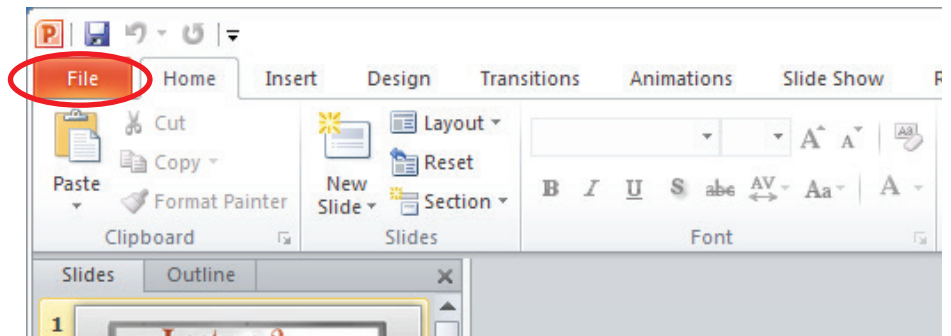 P
File Home Insert Design Transitions Animations Slide Show R
Cut
Copy
Format Painter
Paste
New
Slide
Layout
Reset
Section
B I U S abc AV Aa A
A A Aa
Clipboard
Slides
Font
Slides Outline
1